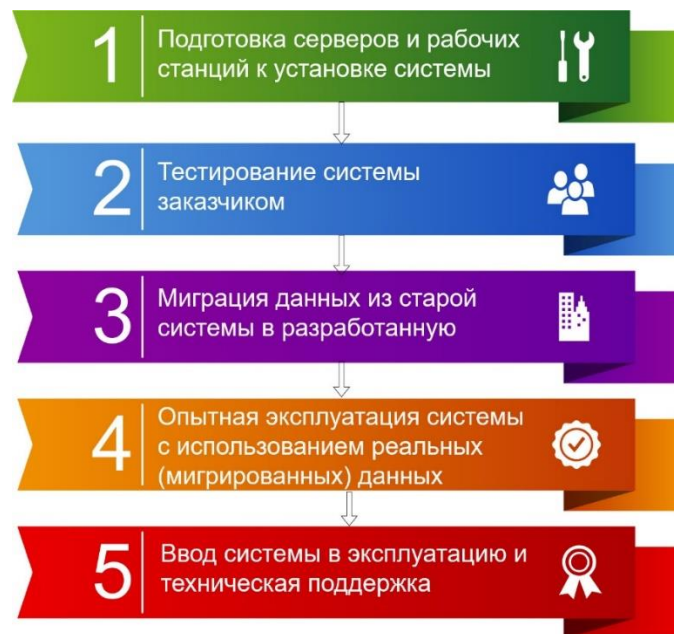 1
Подготовка серверов и рабочих
станций к установке системы
2
Тестирование системы
заказчиком
3
Миграция данных из старой
системы в разработанную
4
Опытная эксплуатация системы
с использованием реальных
(мигрированных) данных
5
Ввод системы в эксплуатацию и
техническая поддержка